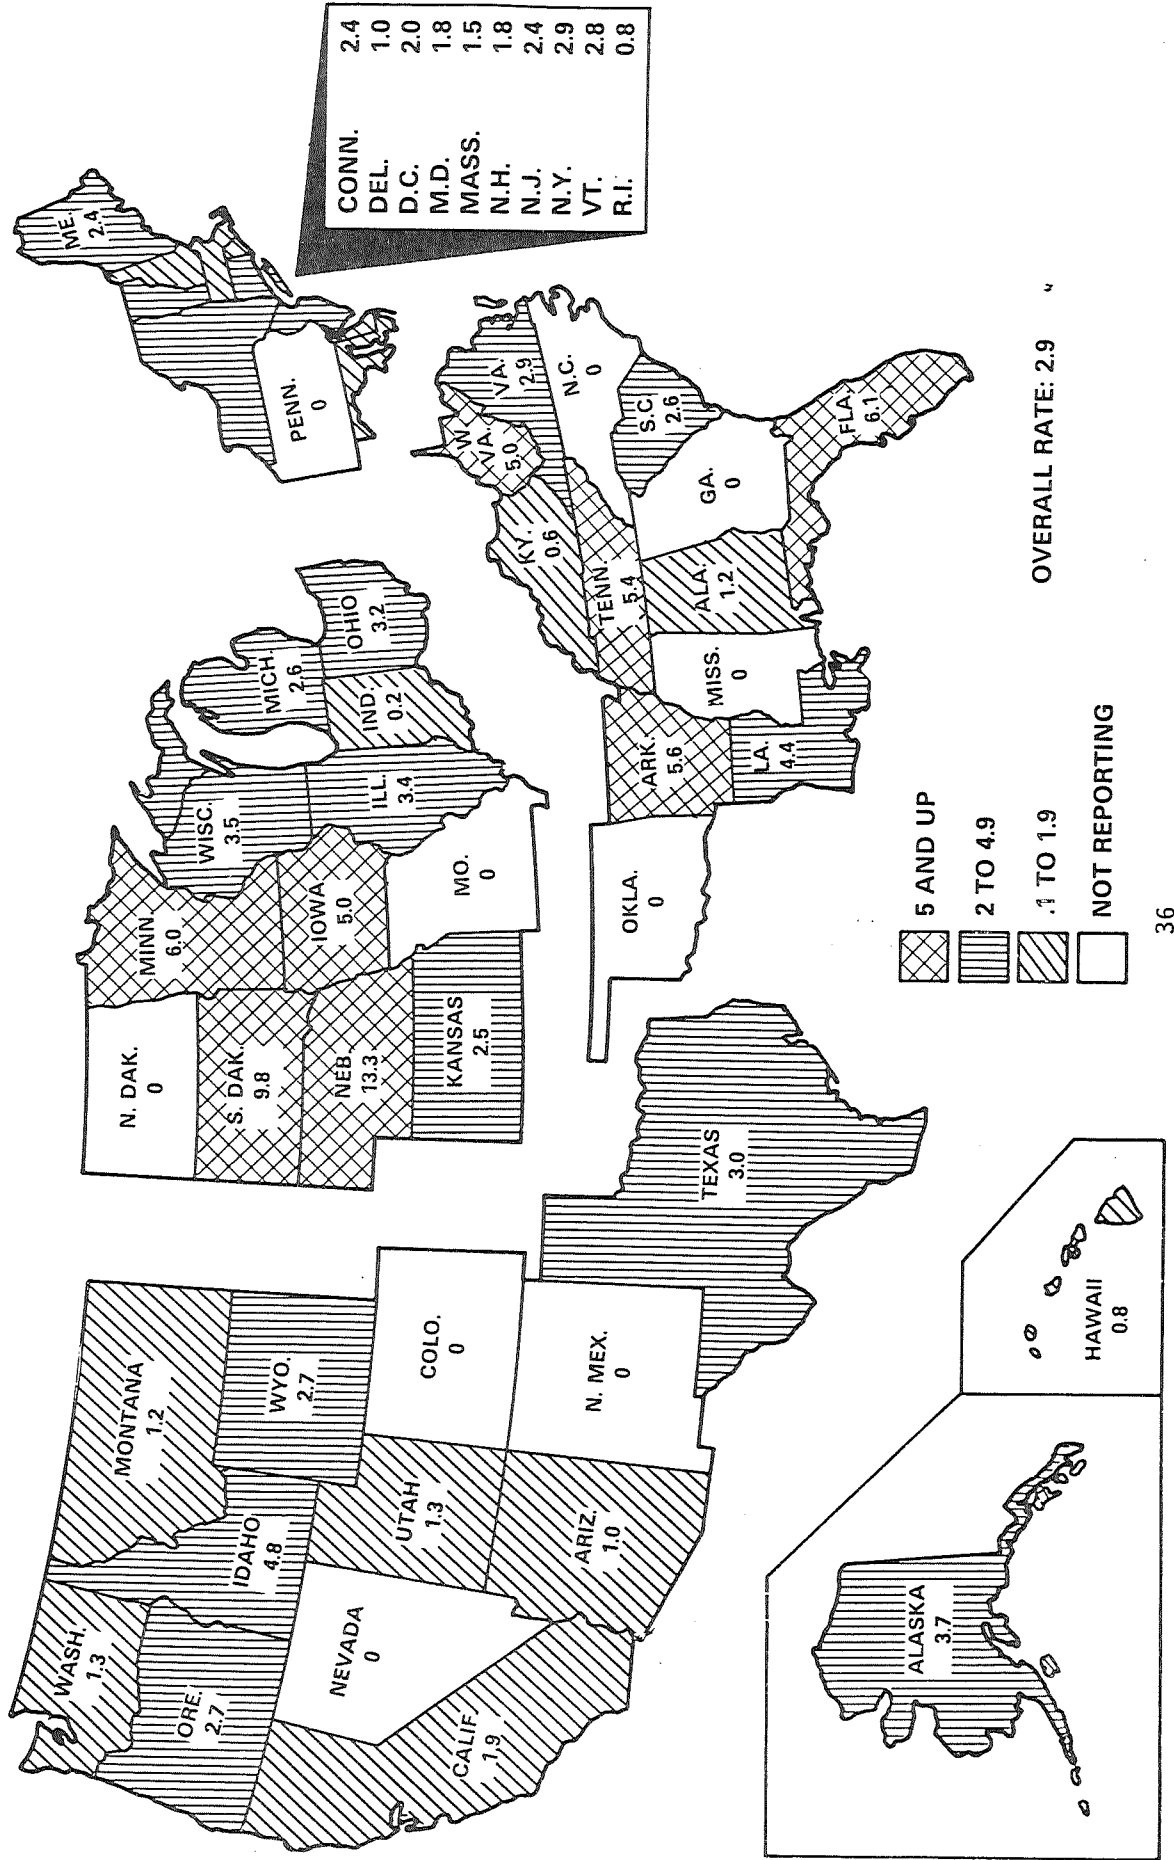 WASH.
1.3
ORE.
2.7
CALIF
1.9
NEVADA
0
IDAHO
4.8
MONTANA
1.2
WYO.
2.7
UTAH
1.3
ARIZ.
1.0
COLO.
0
N. MEX.
0
N. DAK.
0
S. DAK.
9.8
NEB.
13.3
KANSAS
2.5
MINN.
6.0
IOWA
5.0
MO.
0
WISC.
3.5
ILL.
3.4
MICH.
2.6
IND.
0.2
OHIO
3.2
ME.
2.4
PENN.
0
CONN. 2.4
DEL. 1.0
D.C. 2.0
M.D. 1.8
MASS. 1.5
N.H. 1.8
N.J. 2.4
N.Y. 2.9
VT. 2.8
R.I. 0.8
TEXAS
3.0
OKLA.
0
ARK.
5.6
LA.
4.4
MISS.
0
ALA.
1.2
TENN.
5.4
KY.
0.6
W.
VA.
5.0
VA.
2.9
N.C.
0
S.C.
2.6
GA.
0
FLA.
6.1
ALASKA
3.7
HAWAII
0.8
5 AND UP
2 TO 4.9
.1 TO 1.9
NOT REPORTING
OVERALL RATE: 2.9
36